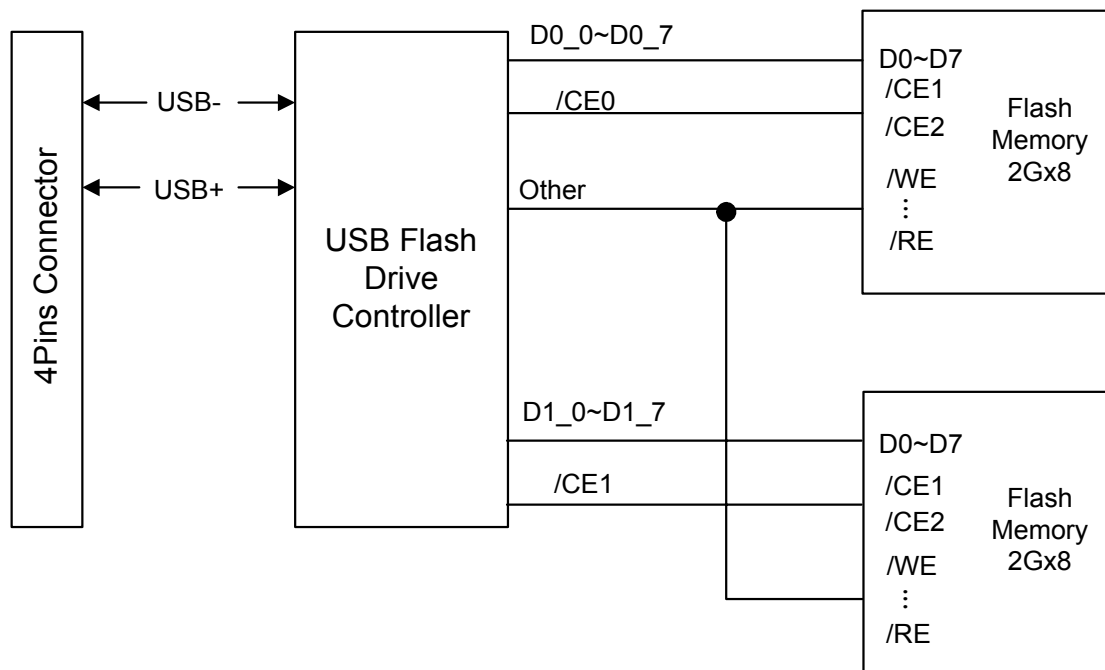 4Pins Connector
USB-
USB+
USB Flash
Drive
Controller
D0_0~D0_7
/CE0
Other
D1_0~D1_7
/CE1
D0~D7
/CE1
/CE2
/WE
⋮
/RE
Flash
Memory
2Gx8
D0~D7
/CE1
/CE2
/WE
⋮
/RE
Flash
Memory
2Gx8